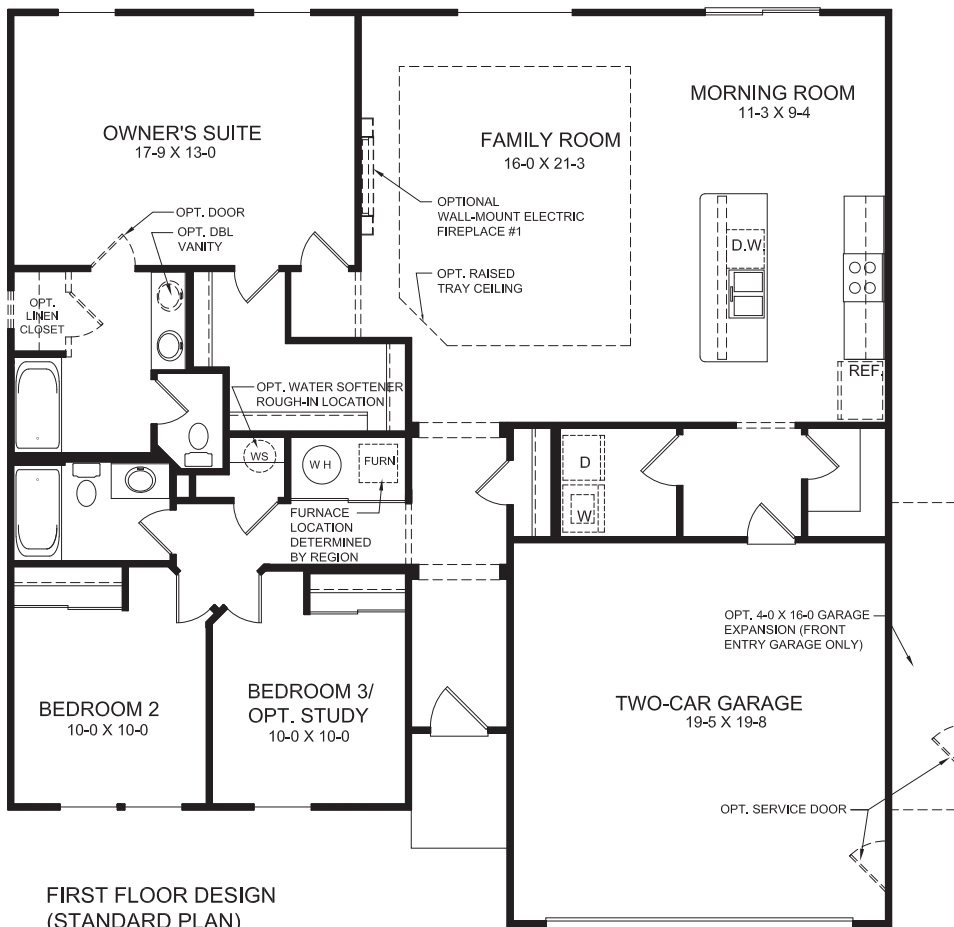 OWNER'S SUITE
17-9 X 13-0
FAMILY ROOM
16-0 X 21-3
MORNING ROOM
11-3 X 9-4
OPT. DOOR
OPT. DBL
VANITY
OPTIONAL
WALL-MOUNT ELECTRIC
FIREPLACE #1
D.W.
OPT. RAISED
TRAY CEILING
OPT.
LINEN
CLOSET
REF.
OPT. WATER SOFTENER
ROUGH-IN LOCATION
WS
W H
FURN
D
W
FURNACE
LOCATION
DETERMINED
BY REGION
OPT. 4-0 X 16-0 GARAGE
EXPANSION (FRONT
ENTRY GARAGE ONLY)
BEDROOM 2
10-0 X 10-0
BEDROOM 3/
OPT. STUDY
10-0 X 10-0
TWO-CAR GARAGE
19-5 X 19-8
OPT. SERVICE DOOR
FIRST FLOOR DESIGN
(STANDARD PLAN)